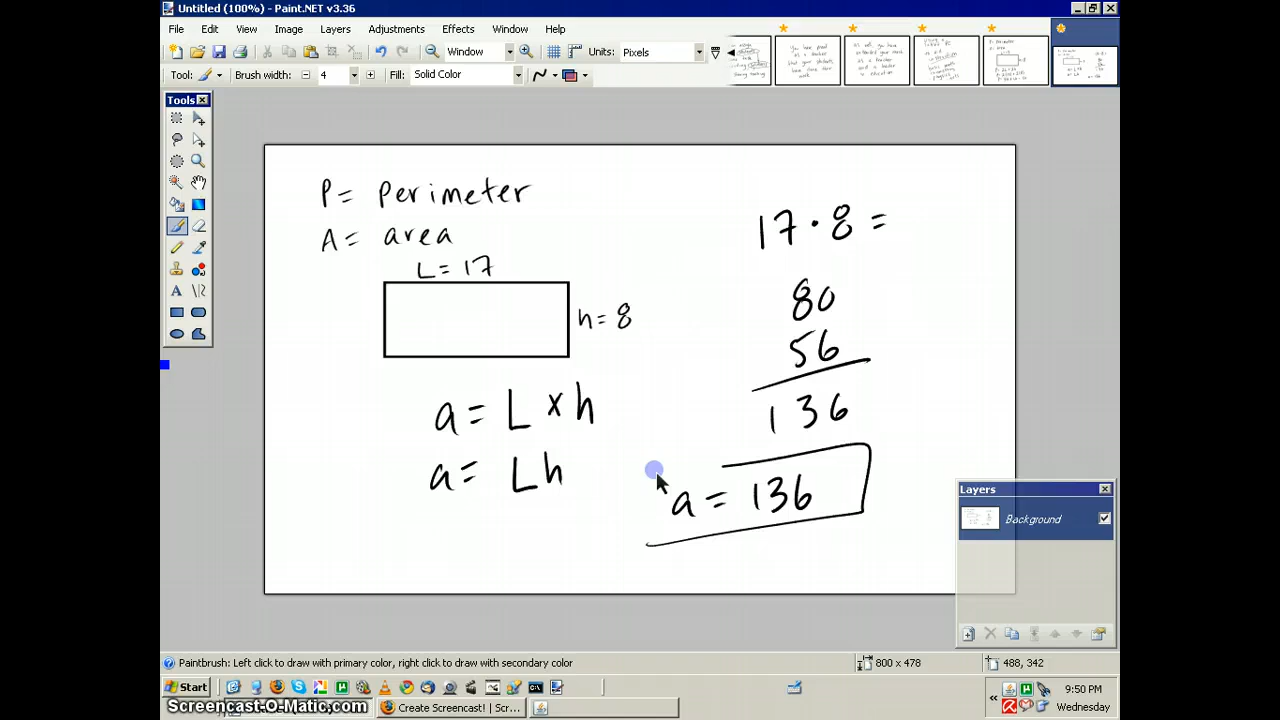 Untitled (100%) - Paint.NET v3.36
File Edit View Image Layers Adjustments Effects Window Help
Window Units: Pixels
Tool: Brush width: 4 Fill: Solid Color
Tools
P = Perimeter
A = area
L = 17
h = 8
a = L x h
a = Lh
17 · 8 =
80
56
136
a = 136
Layers
Background
Paintbrush: Left click to draw with primary color, right click to draw with secondary color
800 x 478
488, 342
Start
Create Screencast! | Sc...
9:50 PM
Wednesday
Screencast-O-Matic.com